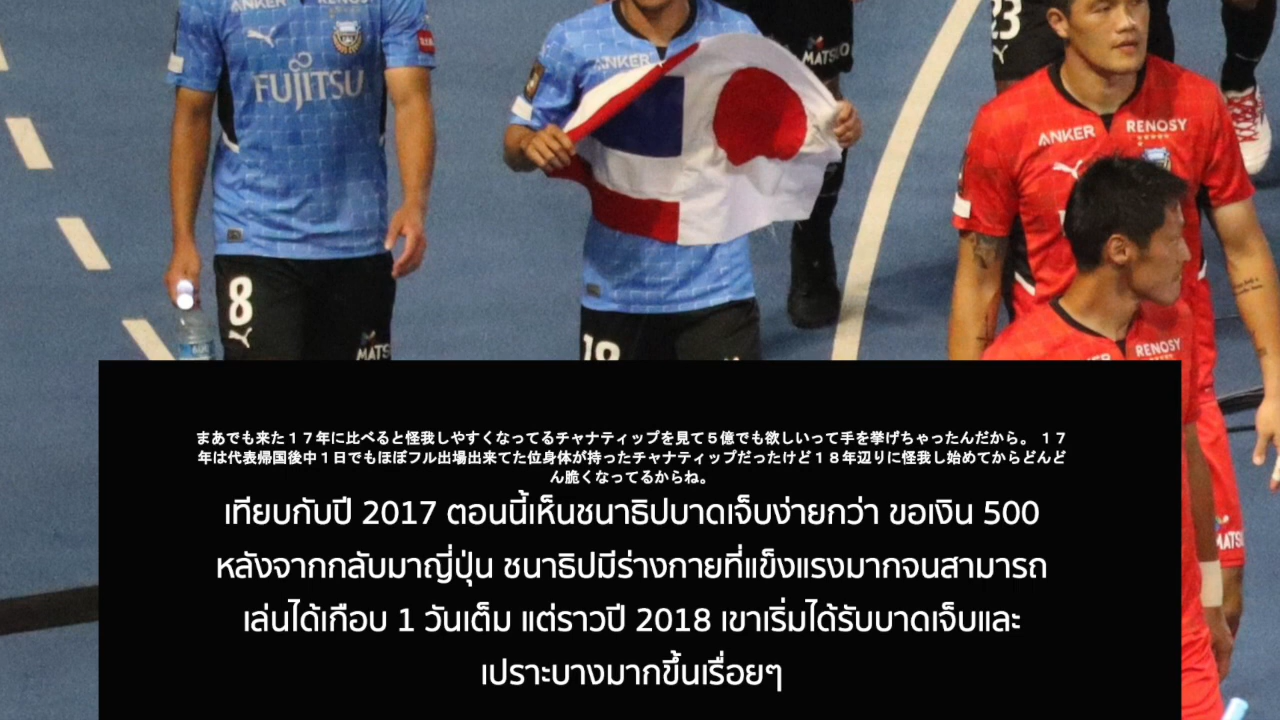 RENOSY
ANKER
FUJITSU
8
MATS
ANKER
19
MATSUO
23
ANKER
RENOSY
RENOSY
MATSU
まあでも来た１７年に比べると怪我しやすくなってるチャナティップを見て５億でも欲しいって手を挙げちゃったんだから。 １７
年は代表帰国後中１日でもほぼフル出場出来てた位身体が持ったチャナティップだったけど１８年辺りに怪我し始めてからどんど
ん脆くなってるからね。
เทียบกับปี 2017 ตอนนี้เห็นชนาธิปบาดเจ็บง่ายกว่า ขอเงิน 500
หลังจากกลับมาญี่ปุ่น ชนาธิปมีร่างกายที่แข็งแรงมากจนสามารถ
เล่นได้เกือบ 1 วันเต็ม แต่ราวปี 2018 เขาเริ่มได้รับบาดเจ็บและ
เปราะบางมากขึ้นเรื่อยๆ